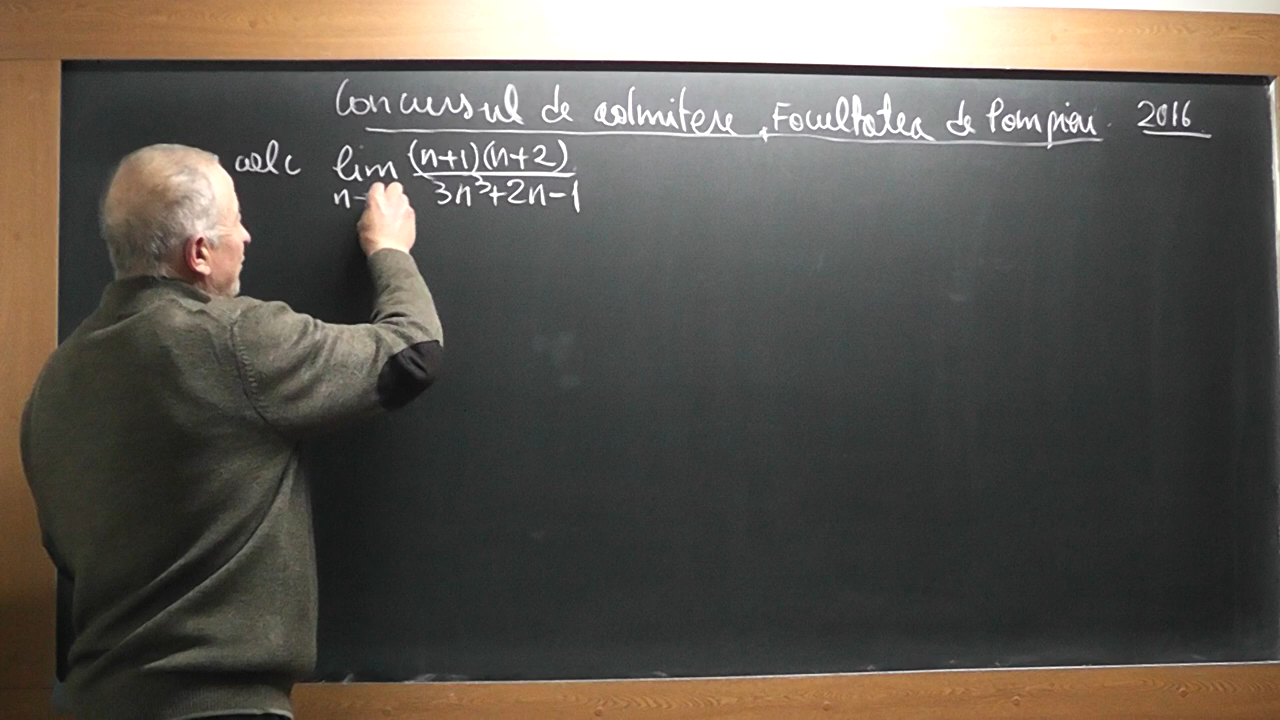 Concursul de admitere, Facultatea de Pompieri 2016
calc lim (n+1)(n+2)
n→ 3n³+2n-1